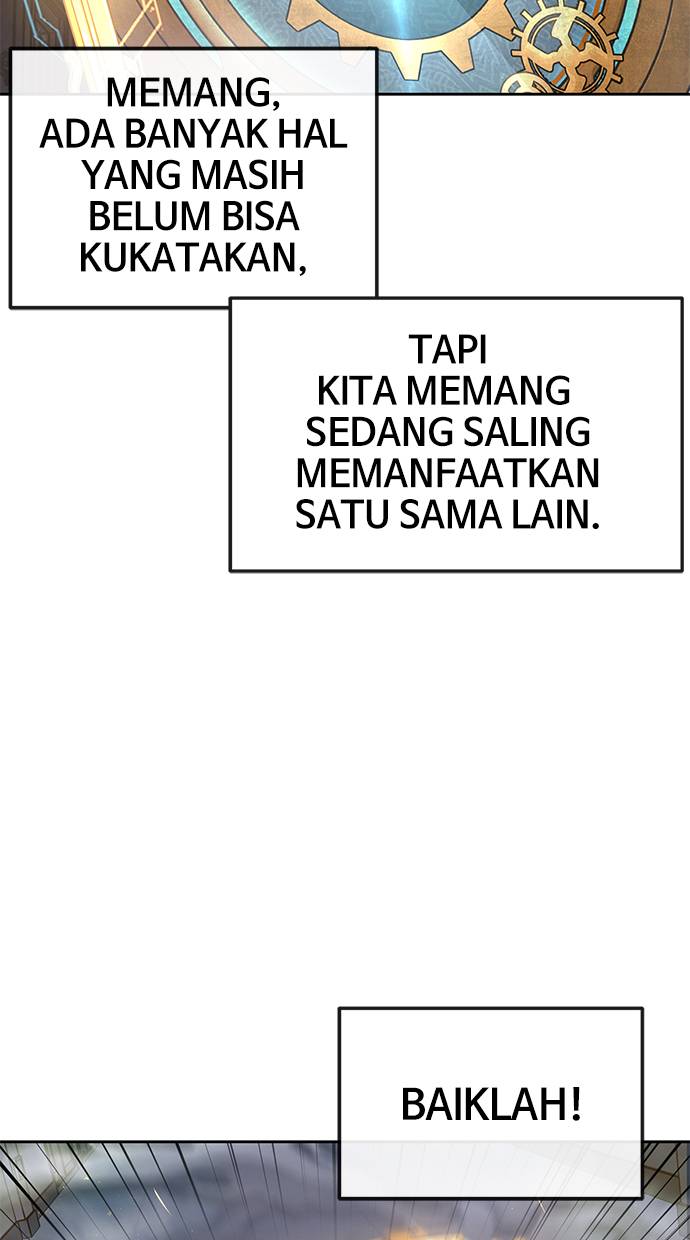 MEMANG,
ADA BANYAK HAL
YANG MASIH
BELUM BISA
KUKATAKAN,
TAPI
KITA MEMANG
SEDANG SALING
MEMANFAATKAN
SATU SAMA LAIN.
BAIKLAH!